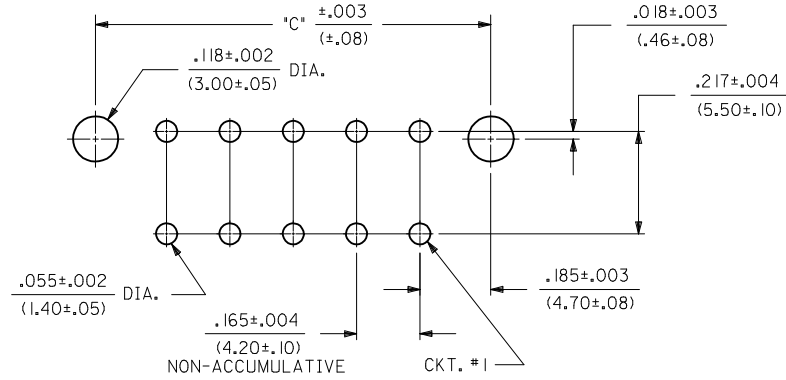 "C" ±.003
(±.08)
.018±.003
(.46±.08)
.118±.002 DIA.
(3.00±.05)
.217±.004
(5.50±.10)
.055±.002 DIA.
(1.40±.05)
.185±.003
(4.70±.08)
.165±.004
(4.20±.10)
NON-ACCUMULATIVE
CKT. #1